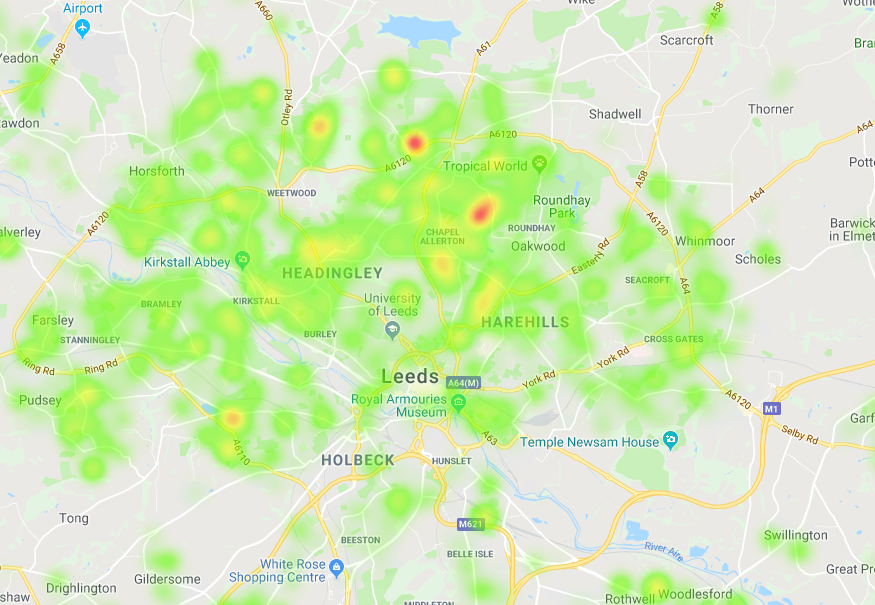 Airport
A660
Wike
A58
Scarcroft
A658
A61
Yeadon
Bra
Otley Rd
Shadwell
Thorner
awdon
A6120
A64
A6120
Tropical World
Horsforth
A58
Pott
WEETWOOD
Roundhay
Park
A6120
A6120
Barwick
in Elmet
CHAPEL
ALLERTON
ROUNDHAY
alverley
Oakwood
Whinmoor
Easterly Rd
Kirkstall Abbey
Scholes
HEADINGLEY
SEACROFT
A64
BRAMLEY
KIRKSTALL
University
of Leeds
Farsley
HAREHILLS
BURLEY
STANNINGLEY
CROSS GATES
Ring Rd
Ring Rd
York Rd
Leeds
A64(M)
York Rd
Pudsey
Royal Armouries
Museum
A6120
M1
Garf
A63
Selby Rd
A6110
Temple Newsam House
HOLBECK
HUNSLET
Tong
M621
Swillington
BEESTON
River Aire
BELLE ISLE
White Rose
Shopping Centre
Great Pr
Gildersome
Drighlington
shaw
Rothwell
Woodlesford
MIDDLETON